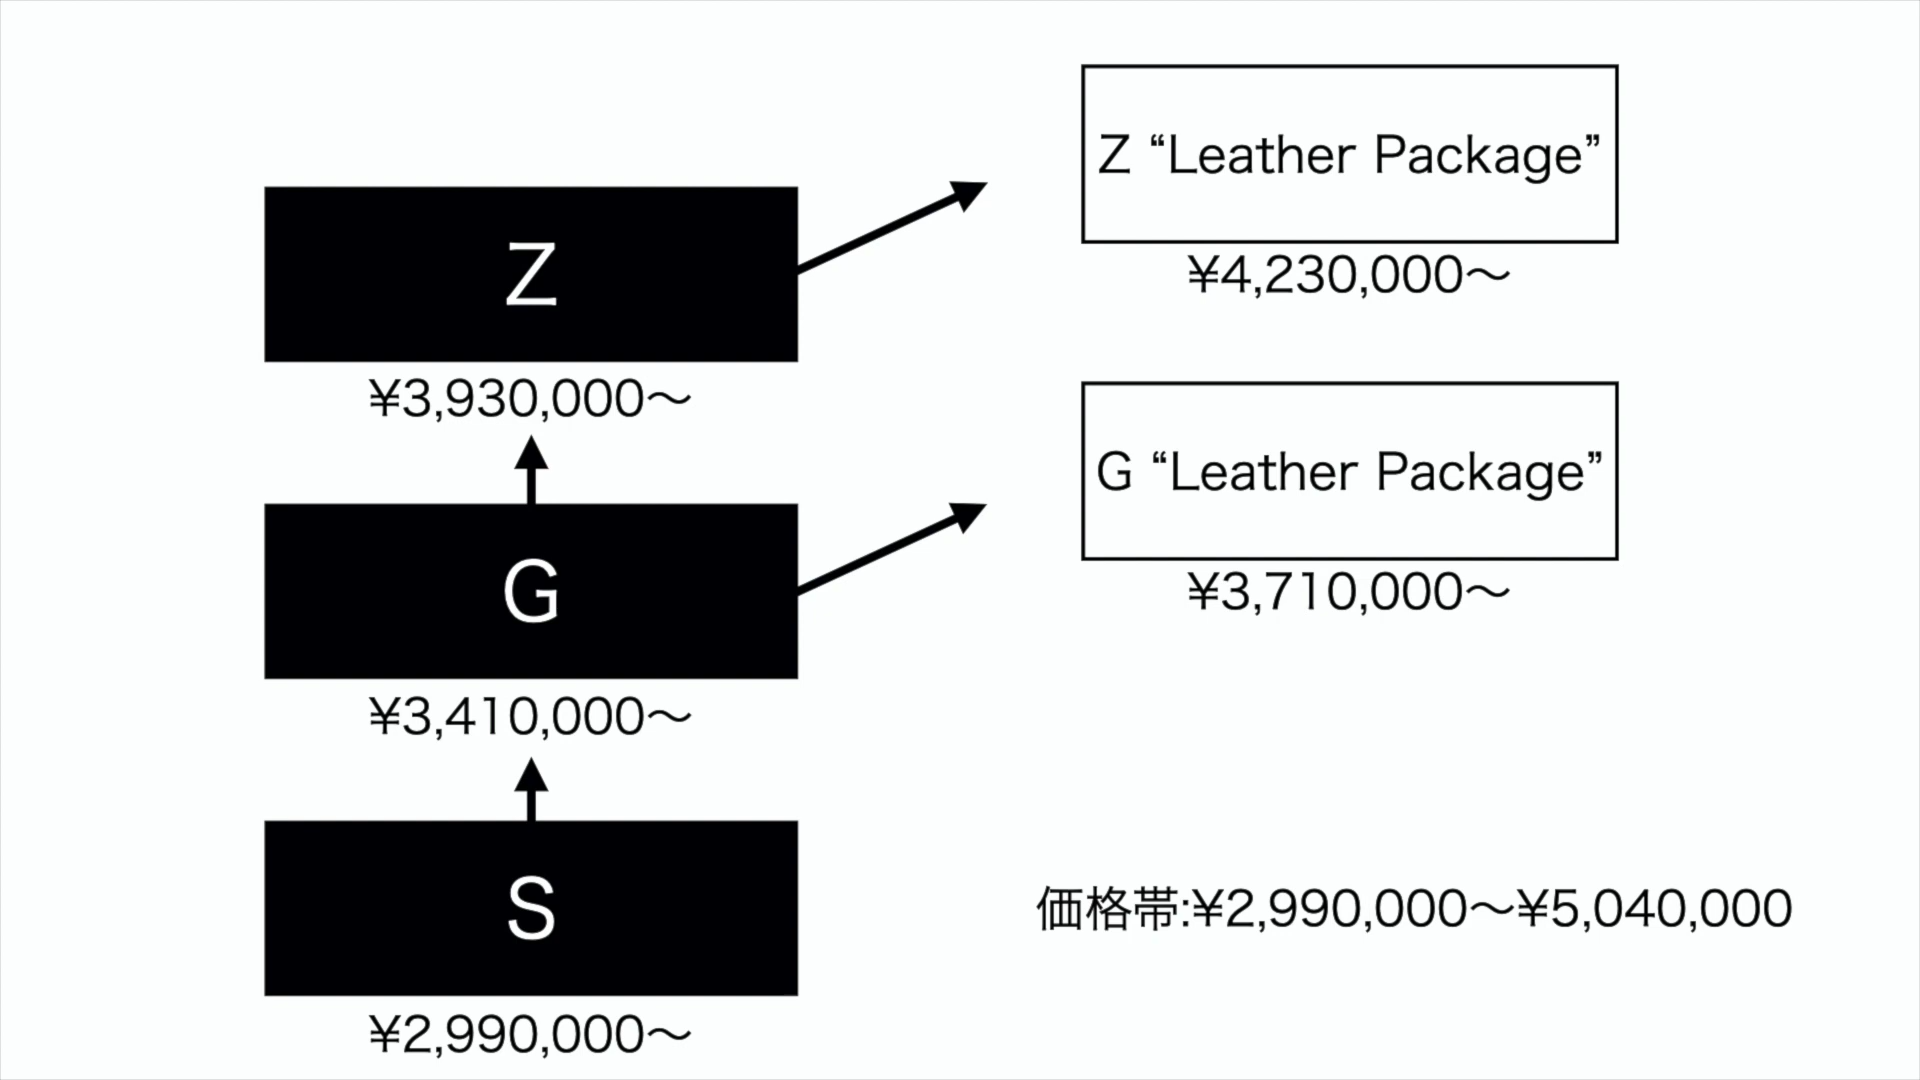 Z
¥3,930,000〜
G
¥3,410,000〜
S
¥2,990,000〜
Z “Leather Package”
¥4,230,000〜
G “Leather Package”
¥3,710,000〜
価格帯:¥2,990,000〜¥5,040,000